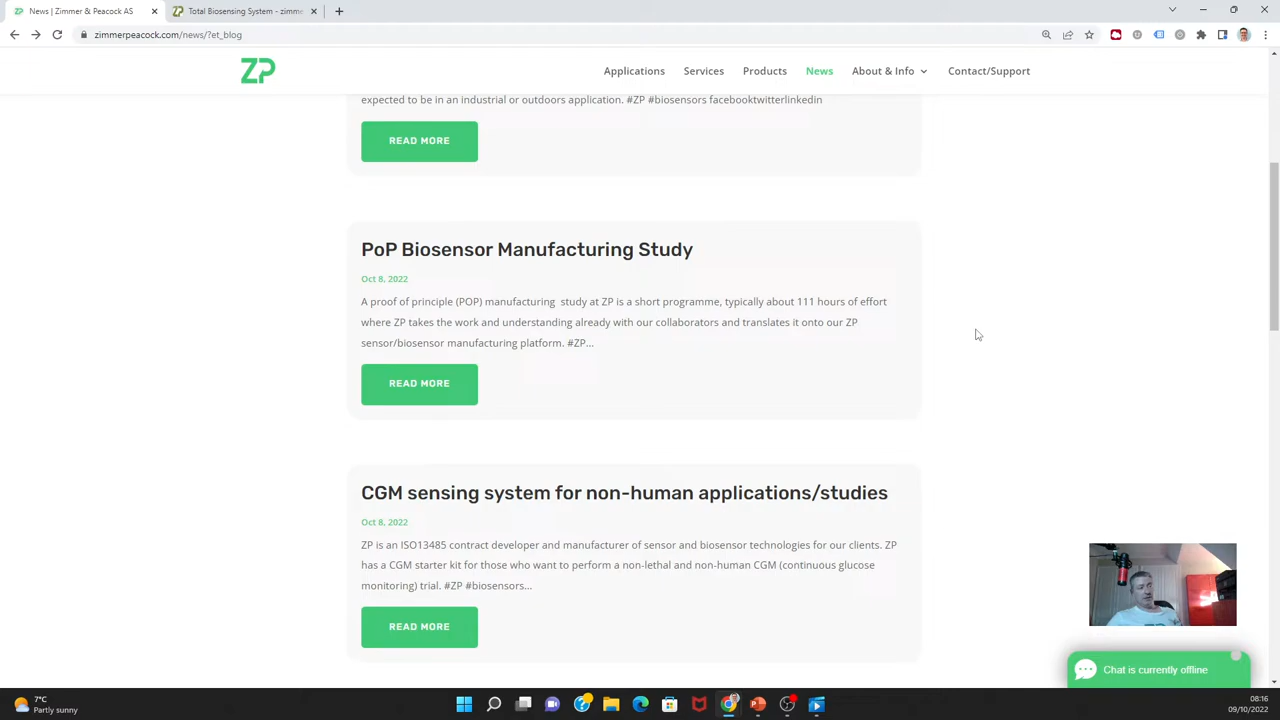 News | Zimmer & Peacock AS
Total Biosensing System - zimme
zimmerpeacock.com/news/?et_blog
ZP
Applications
Services
Products
News
About & Info
Contact/Support
expected to be in an industrial or outdoors application. #ZP #biosensors facebooktwitterlinkedin
READ MORE
PoP Biosensor Manufacturing Study
Oct 8, 2022
A proof of principle (POP) manufacturing study at ZP is a short programme, typically about 111 hours of effort
where ZP takes the work and understanding already with our collaborators and translates it onto our ZP
sensor/biosensor manufacturing platform. #ZP...
READ MORE
CGM sensing system for non-human applications/studies
Oct 8, 2022
ZP is an ISO13485 contract developer and manufacturer of sensor and biosensor technologies for our clients. ZP
has a CGM starter kit for those who want to perform a non-lethal and non-human CGM (continuous glucose
monitoring) trial. #ZP #biosensors...
READ MORE
Chat is currently offline
7°C
Partly sunny
08:16
09/10/2022